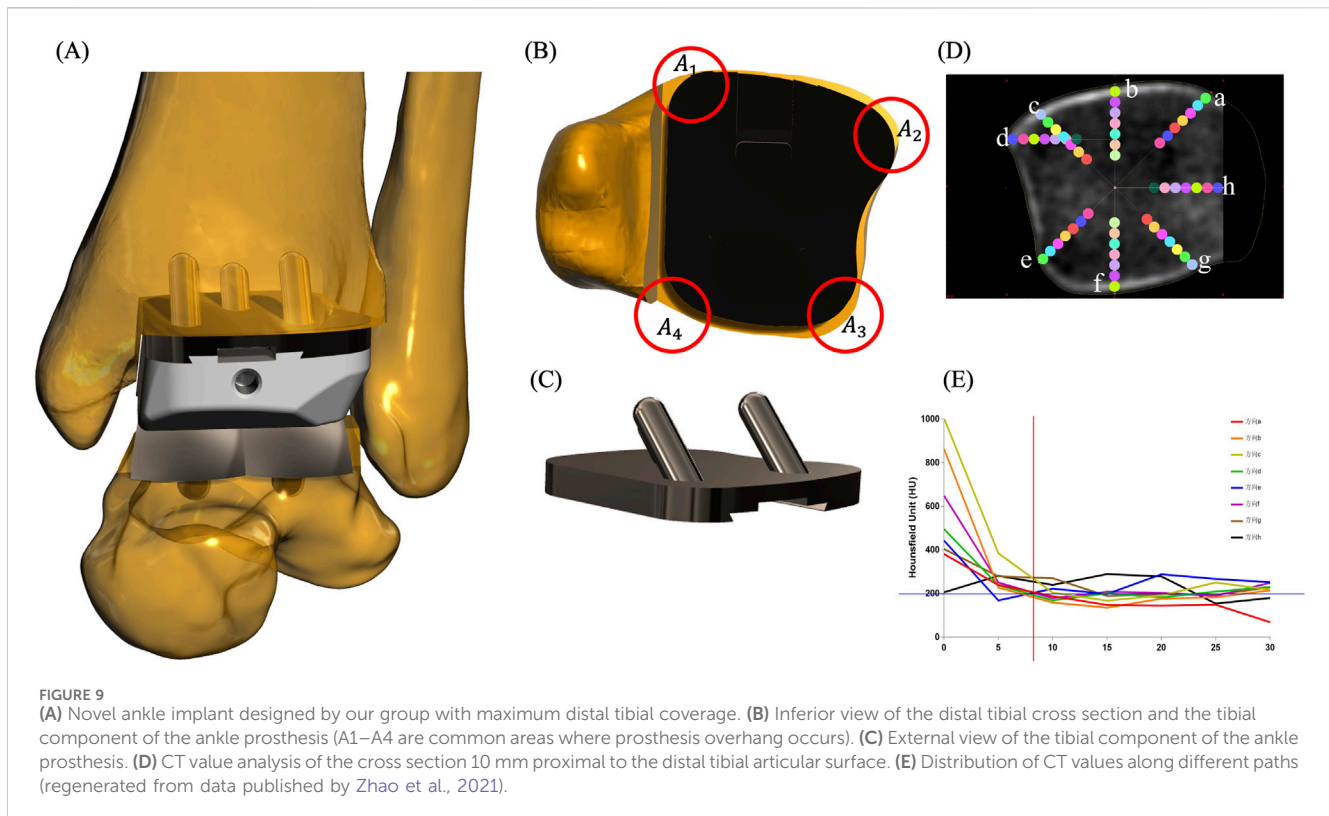 (A)
(B)
A1
A2
A3
A4
(C)
(D)
a
b
c
d
e
f
g
h
(E)
Hounsfield Unit (HU)
1000
800
600
400
200
0
0 5 10 15 20 25 30
方向a
方向b
方向c
方向d
方向e
方向f
方向g
方向h
FIGURE 9
(A) Novel ankle implant designed by our group with maximum distal tibial coverage. (B) Inferior view of the distal tibial cross section and the tibial
component of the ankle prosthesis (A1–A4 are common areas where prosthesis overhang occurs). (C) External view of the tibial component of the ankle
prosthesis. (D) CT value analysis of the cross section 10 mm proximal to the distal tibial articular surface. (E) Distribution of CT values along different paths
(regenerated from data published by Zhao et al., 2021).